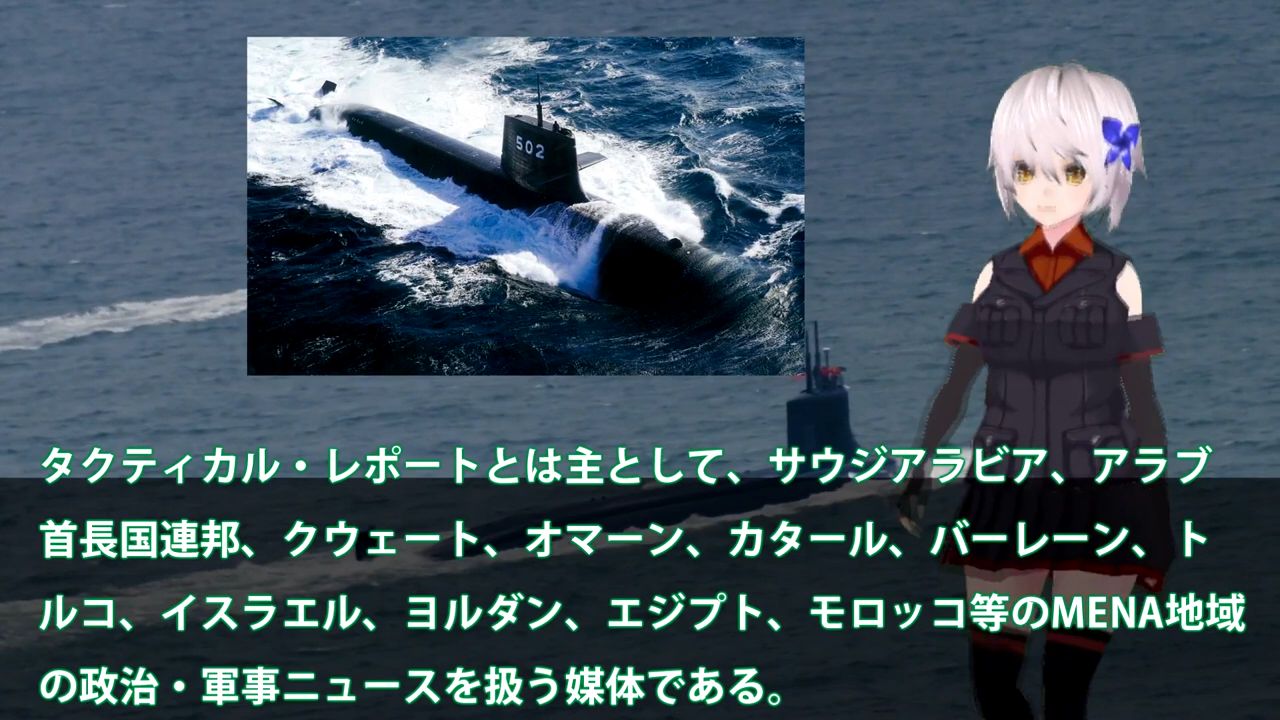 502
タクティカル・レポートとは主として、サウジアラビア、アラブ
首長国連邦、クウェート、オマーン、カタール、バーレーン、ト
ルコ、イスラエル、ヨルダン、エジプト、モロッコ等のMENA地域
の政治・軍事ニュースを扱う媒体である。